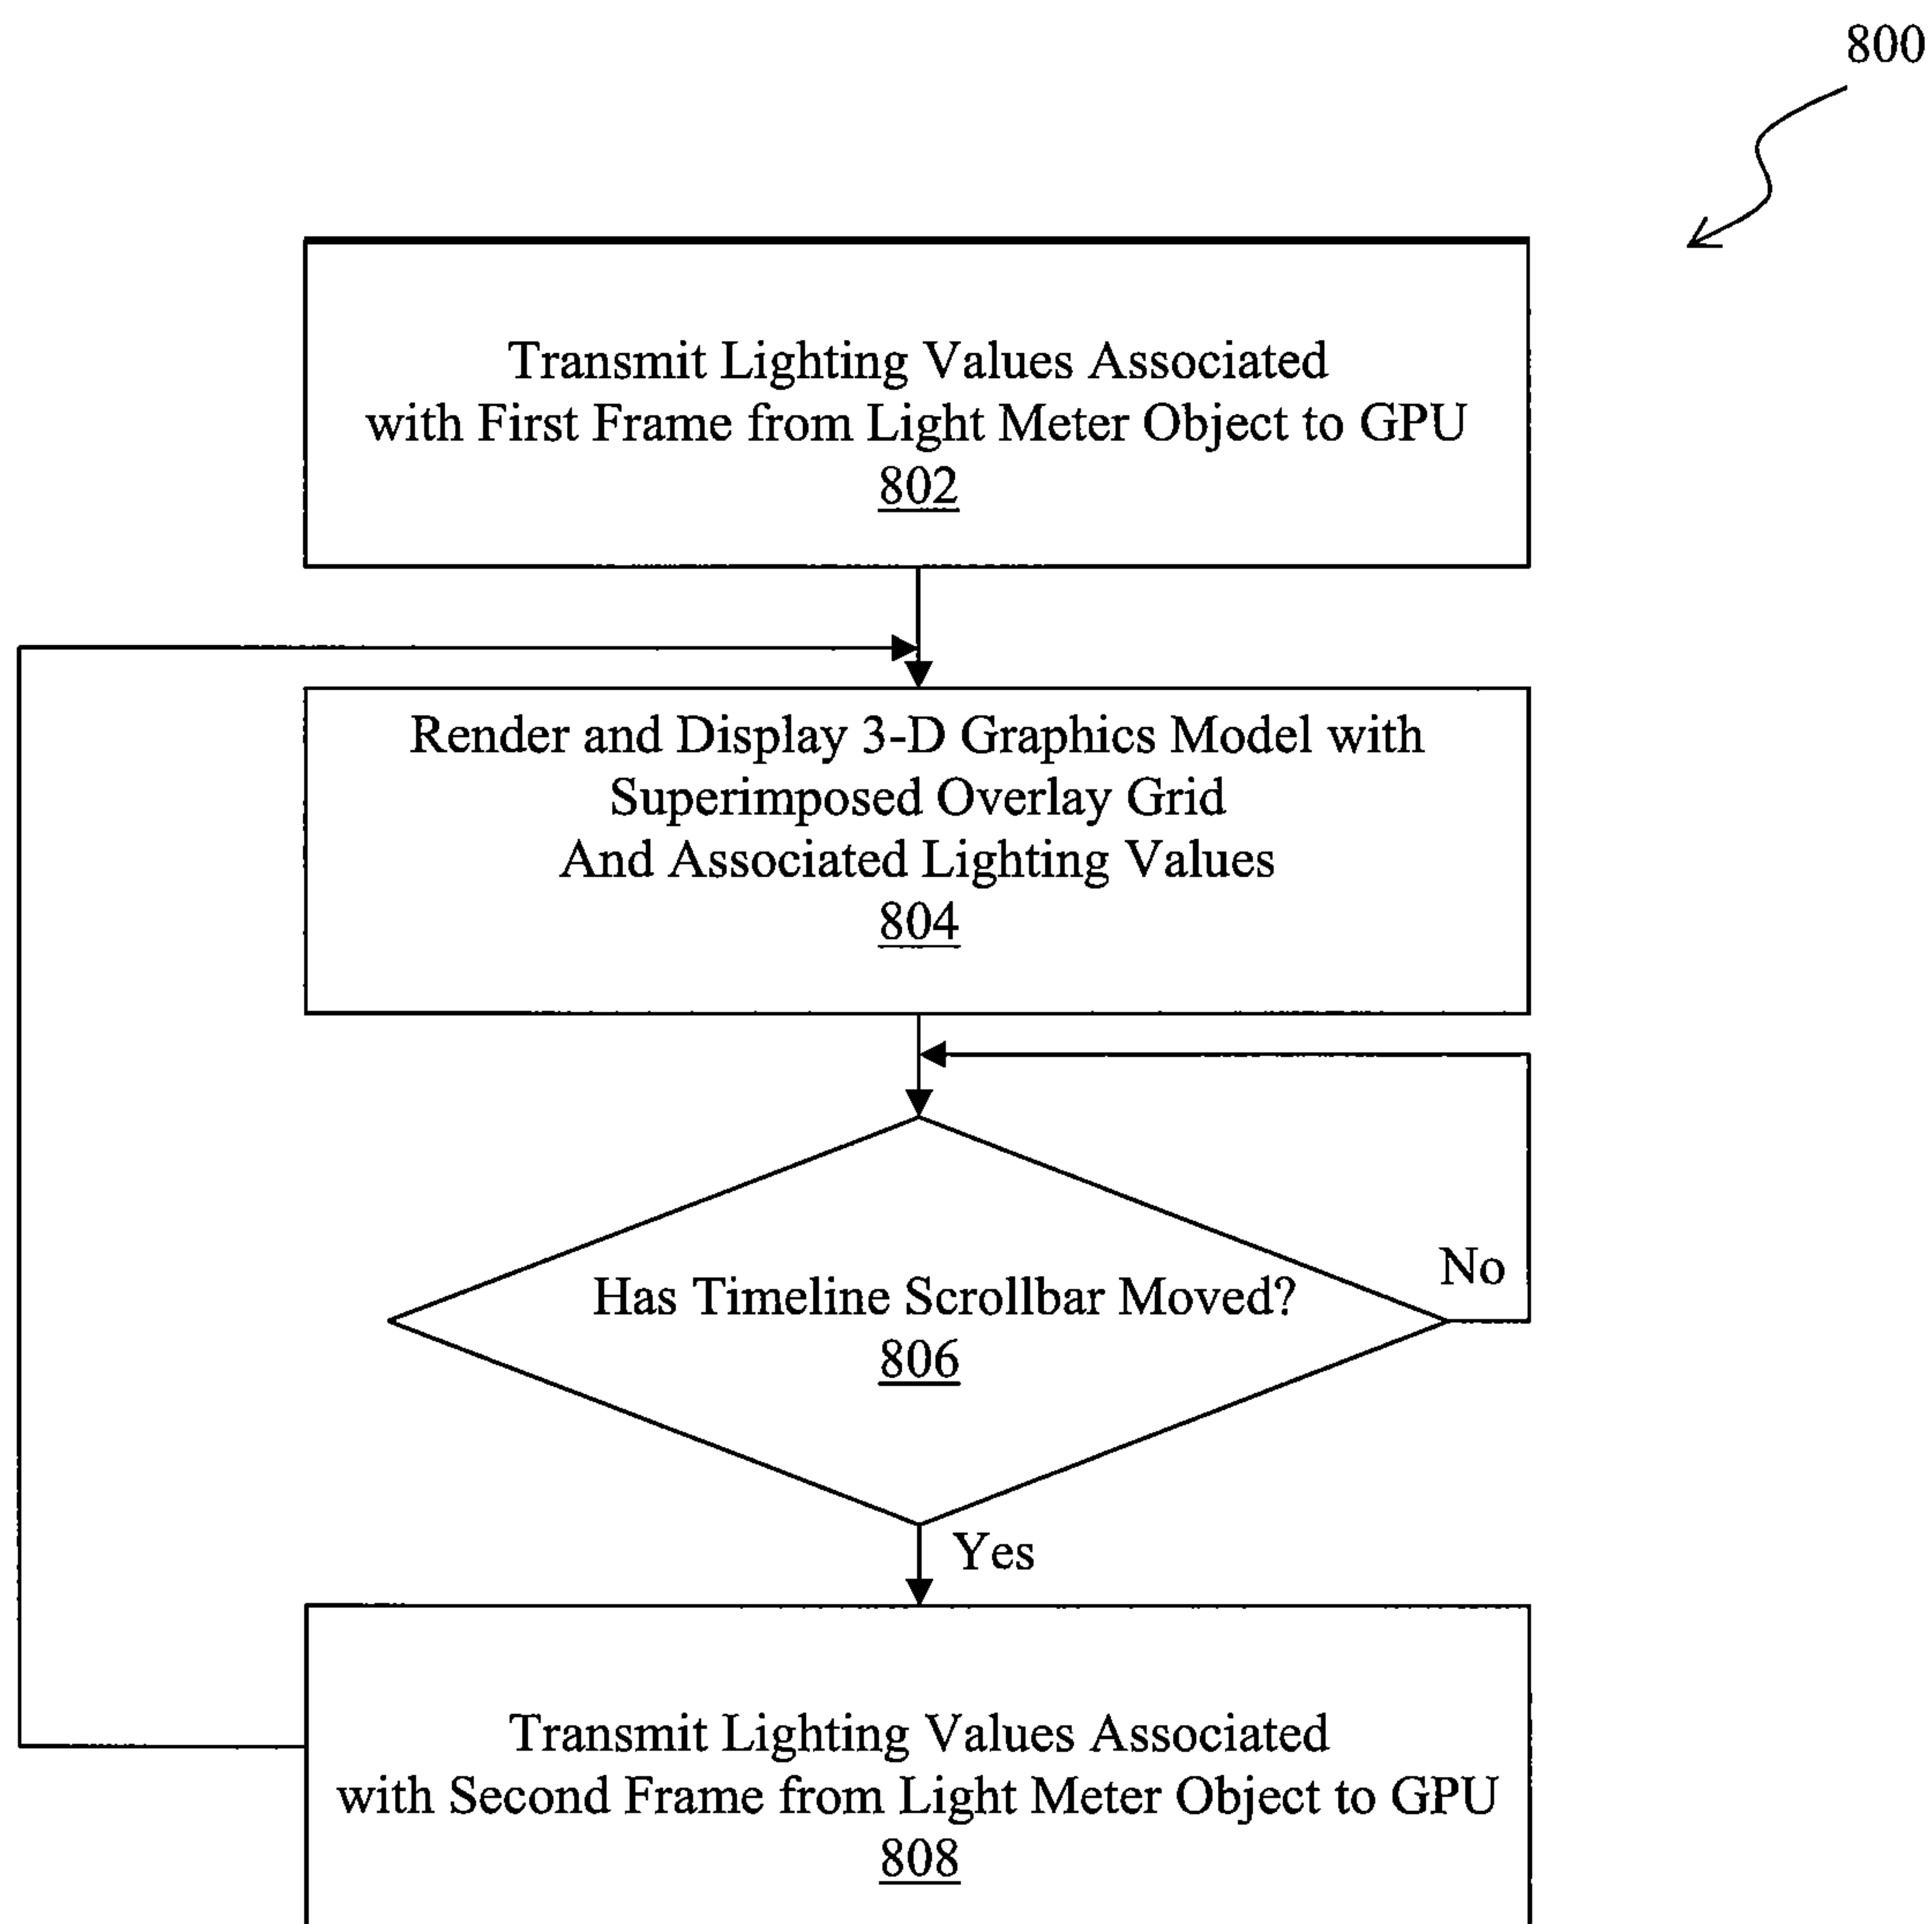 800
Transmit Lighting Values Associated
with First Frame from Light Meter Object to GPU
802
Render and Display 3-D Graphics Model with
Superimposed Overlay Grid
And Associated Lighting Values
804
Has Timeline Scrollbar Moved?
806
No
Yes
Transmit Lighting Values Associated
with Second Frame from Light Meter Object to GPU
808